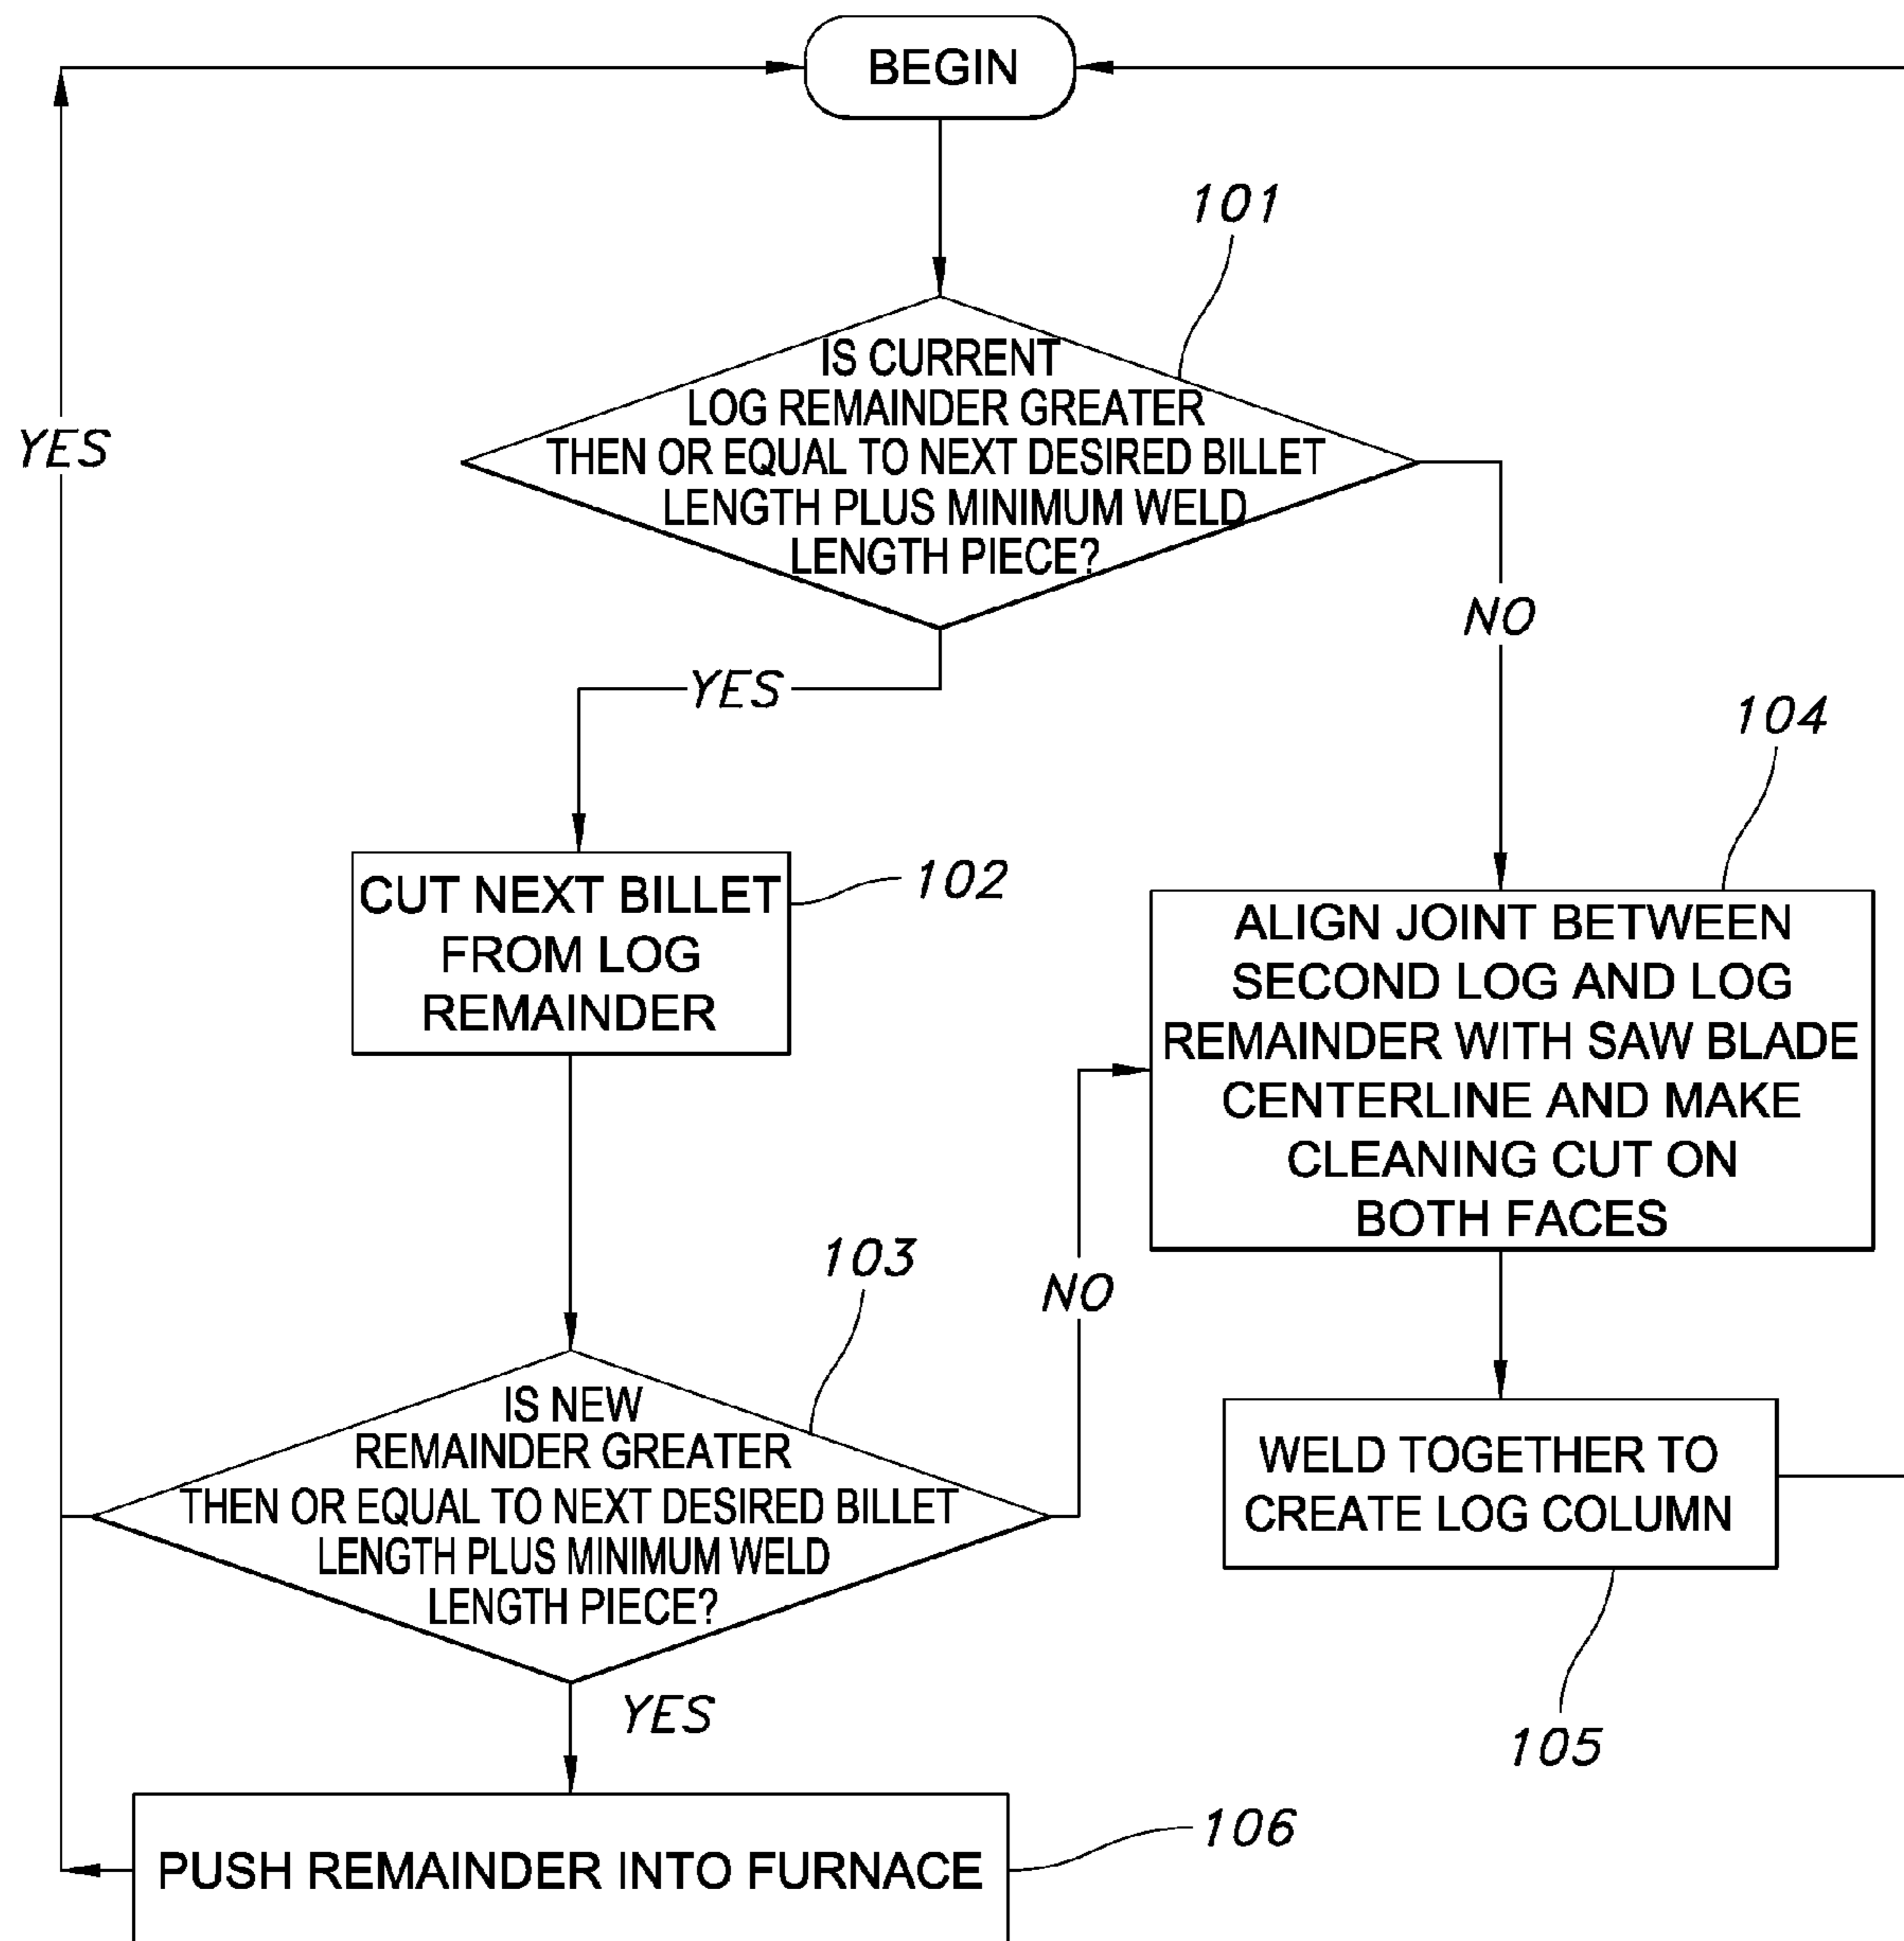 BEGIN
101
IS CURRENT
LOG REMAINDER GREATER
THEN OR EQUAL TO NEXT DESIRED BILLET
LENGTH PLUS MINIMUM WELD
LENGTH PIECE?
YES
NO
YES
104
102
CUT NEXT BILLET
FROM LOG
REMAINDER
ALIGN JOINT BETWEEN
SECOND LOG AND LOG
REMAINDER WITH SAW BLADE
CENTERLINE AND MAKE
CLEANING CUT ON
BOTH FACES
103
NO
IS NEW
REMAINDER GREATER
THEN OR EQUAL TO NEXT DESIRED BILLET
LENGTH PLUS MINIMUM WELD
LENGTH PIECE?
WELD TOGETHER TO
CREATE LOG COLUMN
YES
105
106
PUSH REMAINDER INTO FURNACE